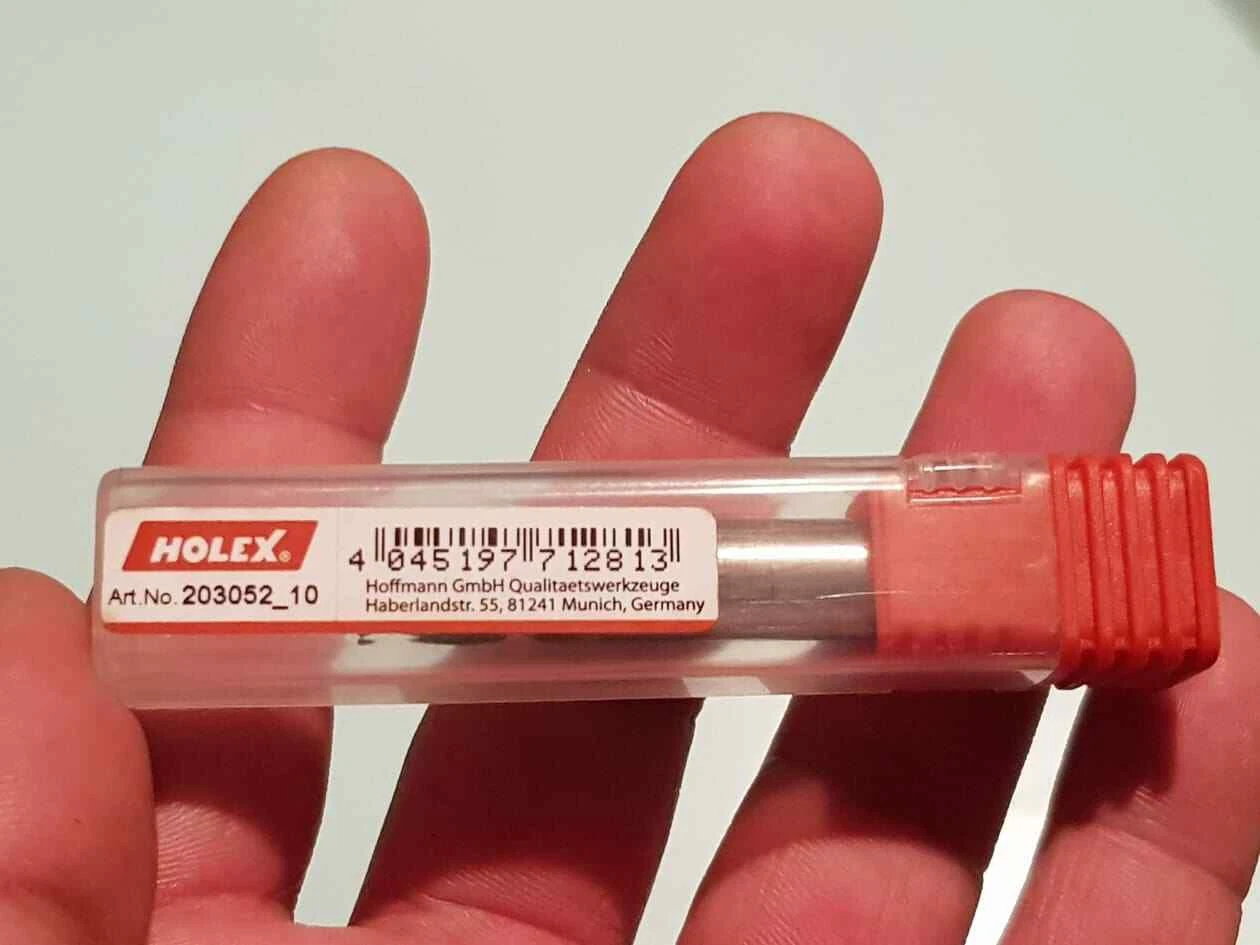 HOLEX®
Art.No. 203052_10
4 045197 712813
Hoffmann GmbH Qualitaetswerkzeuge
Haberlandstr. 55, 81241 Munich, Germany